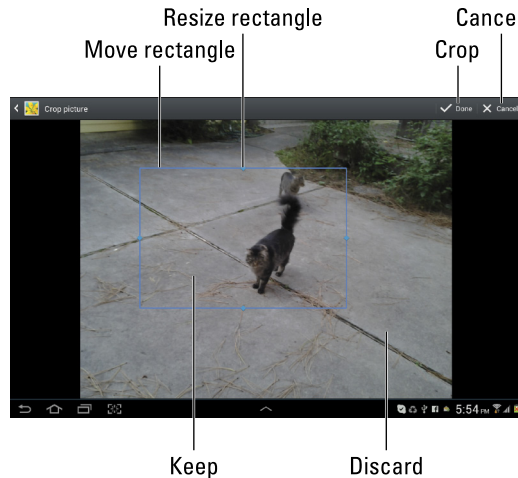 Resize rectangle
Cance
Move rectangle
Crop
Crop picture
Done
Cancel
5:54 PM
Keep
Discard